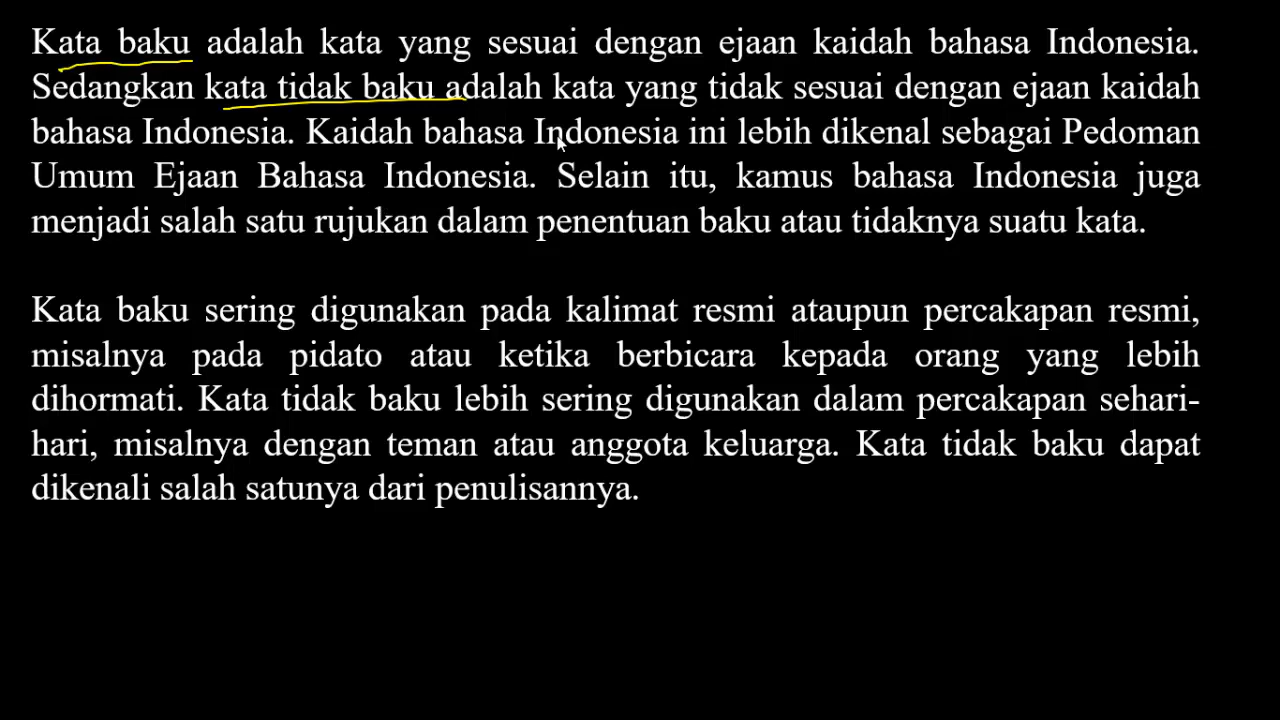 Kata baku adalah kata yang sesuai dengan ejaan kaidah bahasa Indonesia.
Sedangkan kata tidak baku adalah kata yang tidak sesuai dengan ejaan kaidah
bahasa Indonesia. Kaidah bahasa Indonesia ini lebih dikenal sebagai Pedoman
Umum Ejaan Bahasa Indonesia. Selain itu, kamus bahasa Indonesia juga
menjadi salah satu rujukan dalam penentuan baku atau tidaknya suatu kata.
Kata baku sering digunakan pada kalimat resmi ataupun percakapan resmi,
misalnya pada pidato atau ketika berbicara kepada orang yang lebih
dihormati. Kata tidak baku lebih sering digunakan dalam percakapan sehari-
hari, misalnya dengan teman atau anggota keluarga. Kata tidak baku dapat
dikenali salah satunya dari penulisannya.